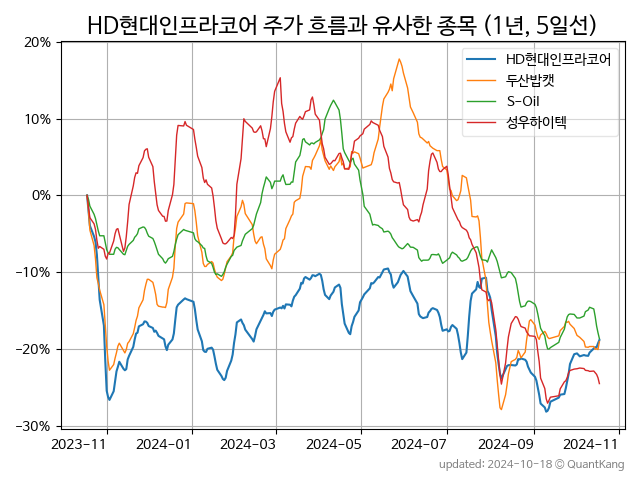 HD현대인프라코어 주가 흐름과 유사한 종목 (1년, 5일선)
20%
10%
0%
−10%
−20%
−30%
HD현대인프라코어
두산밥캣
S-Oil
성우하이텍
2023-11
2024-01
2024-03
2024-05
2024-07
2024-09
2024-11
updated: 2024-10-18 © QuantKang